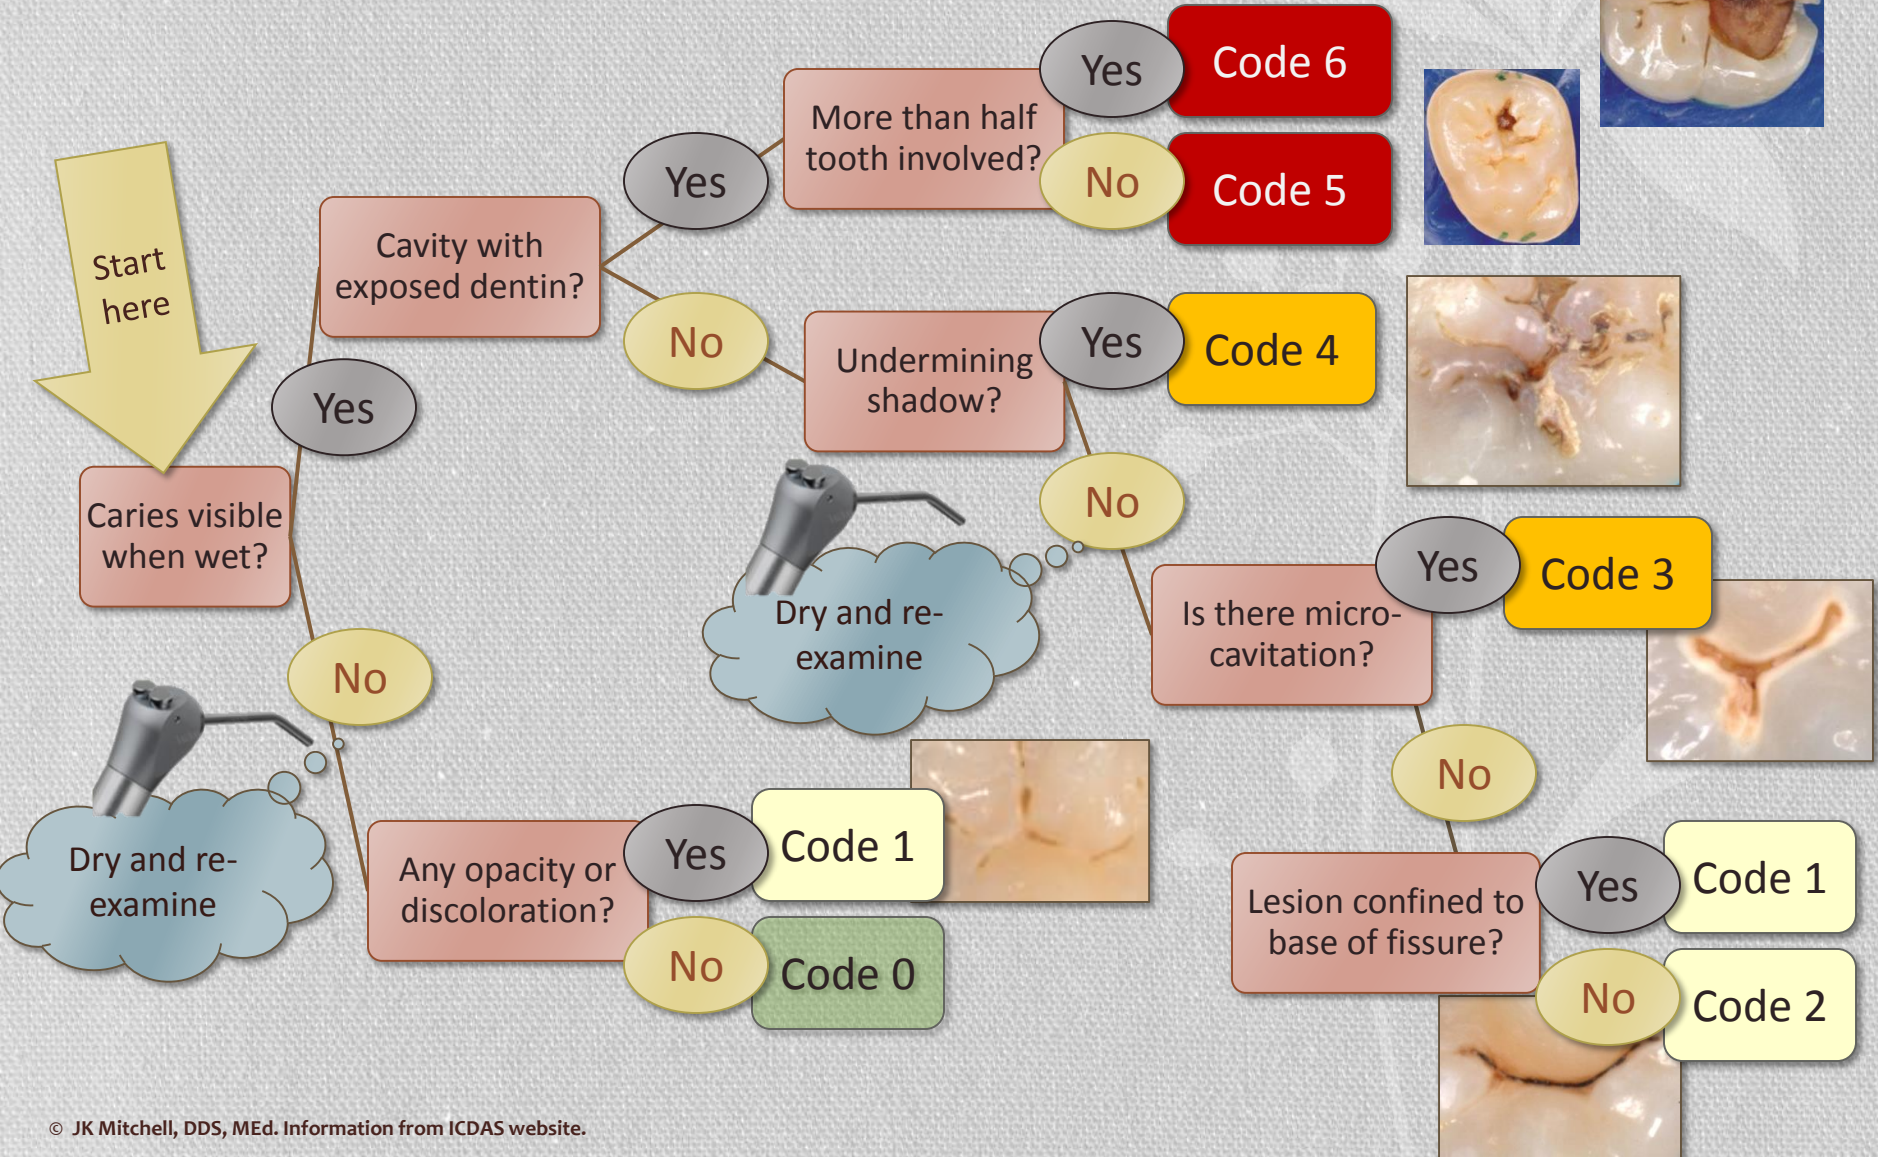 Start
here
Caries visible
when wet?
Yes
Cavity with
exposed dentin?
Yes
More than half
tooth involved?
Yes
Code 6
No
Code 5
No
Undermining
shadow?
Yes
Code 4
No
Dry and re-
examine
Is there micro-
cavitation?
Yes
Code 3
No
Lesion confined to
base of fissure?
Yes
Code 1
No
Code 2
No
Dry and re-
examine
Any opacity or
discoloration?
Yes
Code 1
No
Code 0
© JK Mitchell, DDS, MEd. Information from ICDAS website.